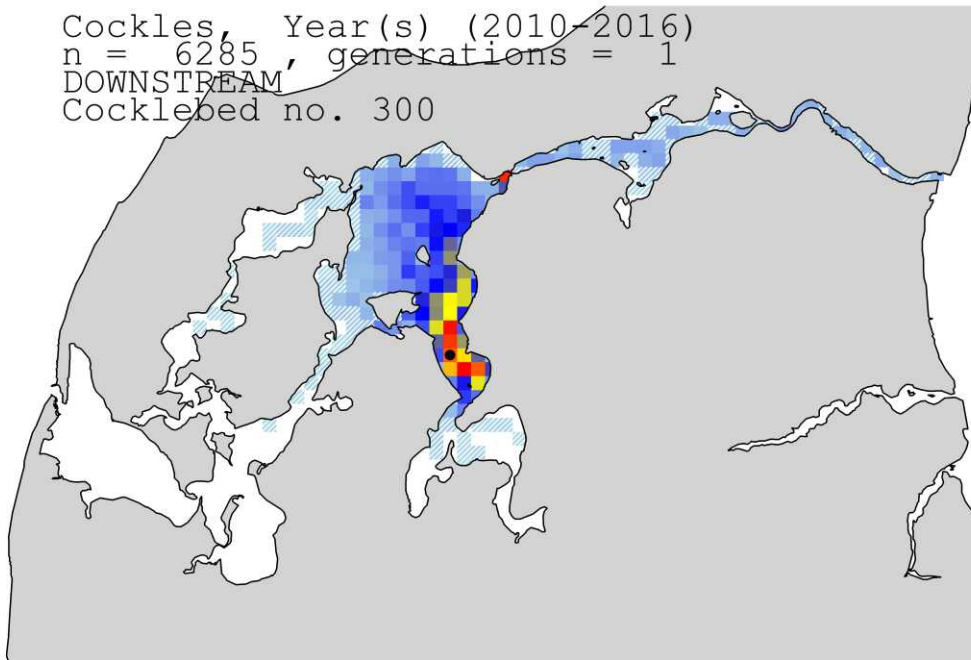 Cockles, Year(s) (2010-2016)
n = 6285 , generations = 1
DOWNSTREAM
Cocklebed no. 300